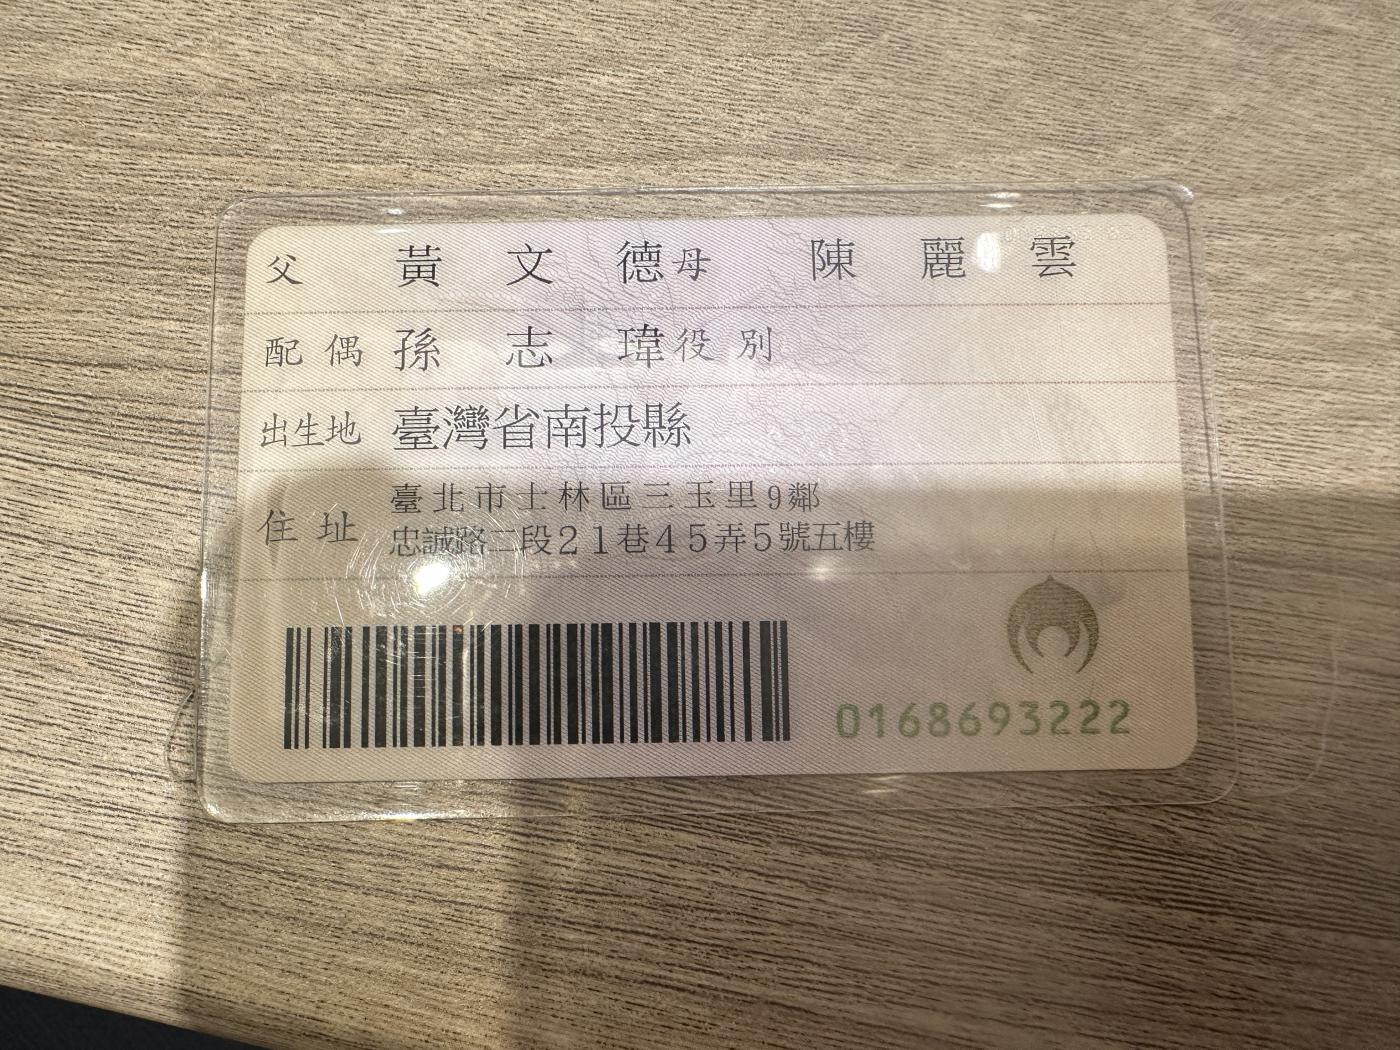 父 黃文德 母 陳麗雲
配偶 孫志瑋 役別
出生地 臺灣省南投縣
住址 臺北市士林區三玉里9鄰
忠誠路二段21巷45弄5號五樓
0168693222